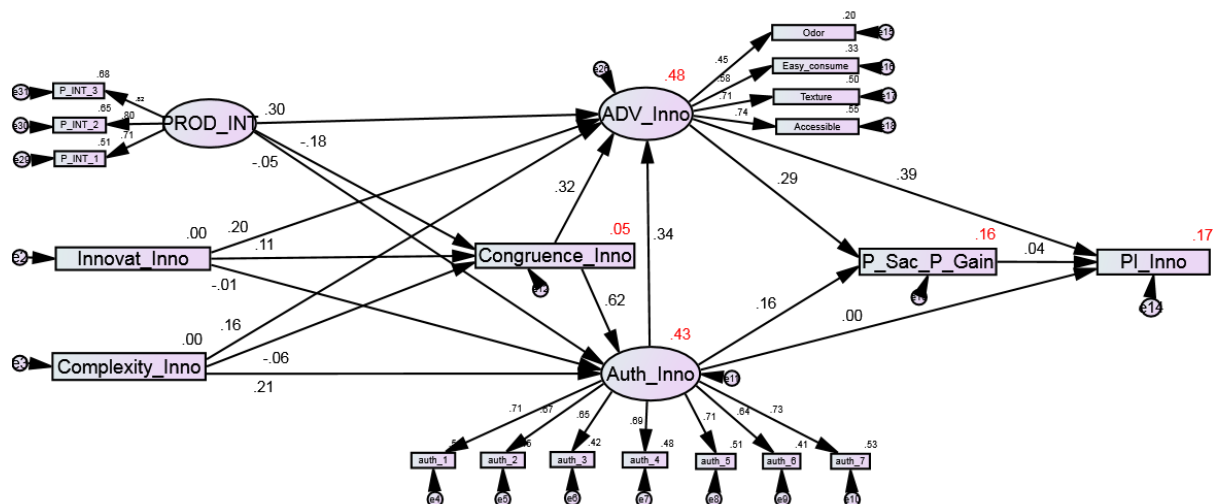 .20
Odor
e15
.45
.33
Easy_consume
e16
.58
e26
.48
.50
Texture
e17
.71
.55
Accessible
e18
.74
ADV_Inno
.68
e31
P_INT_3
.65
e30
P_INT_2
.80
.51
e29
P_INT_1
.71
PROD_INT
.30
-.18
-.05
.32
.29
.39
.34
.00
.20
e2
Innovat_Inno
.11
-.01
.05
Congruence_Inno
.62
.16
P_Sac_P_Gain
.04
.17
PI_Inno
e14
.16
.00
.00
.16
e3
Complexity_Inno
-.06
.21
.43
Auth_Inno
e11
.71
.67
.65
.69
.71
.64
.73
.42
.48
.51
.41
.53
auth_1
auth_2
auth_3
auth_4
auth_5
auth_6
auth_7
e4
e5
e6
e7
e8
e9
e10